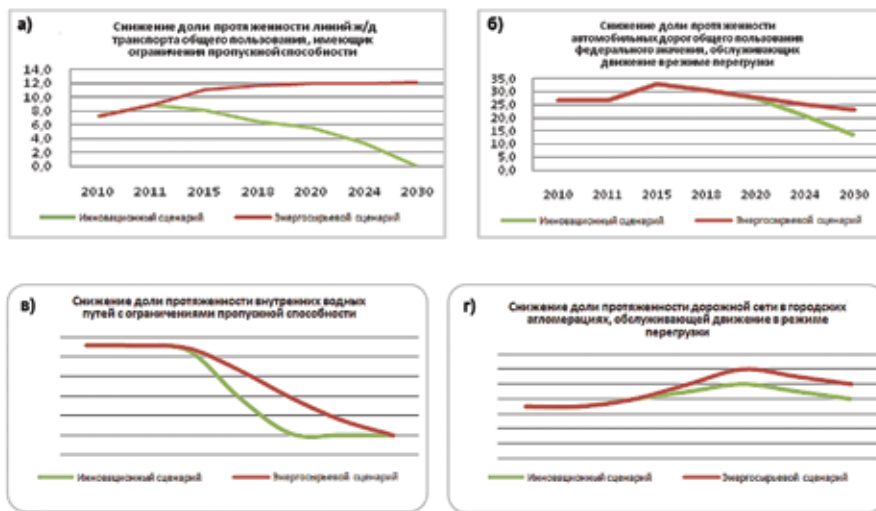 а)
Снижение доли протяженности линий ж/д
транспорта общего пользования, имеющих
ограничения пропускной способности
14,0
12,0
10,0
8,0
6,0
4,0
2,0
0,0
2010 2011 2015 2018 2020 2024 2030
Инновационный сценарий Энергосырьевой сценарий
б)
Снижение доли протяженности
автомобильных дорог общего пользования
федерального значения, обслуживающих
движение в режиме перегрузки
35,0
30,0
25,0
20,0
15,0
10,0
5,0
0,0
2010 2011 2015 2018 2020 2024 2030
Инновационный сценарий Энергосырьевой сценарий
в)
Снижение доли протяженности внутренних водных
путей с ограничениями пропускной способности
Инновационный сценарий Энергосырьевой сценарий
г)
Снижение доли протяженности дорожной сети в городских
агломерациях, обслуживающей движение в режиме
перегрузки
Инновационный сценарий Энергосырьевой сценарий